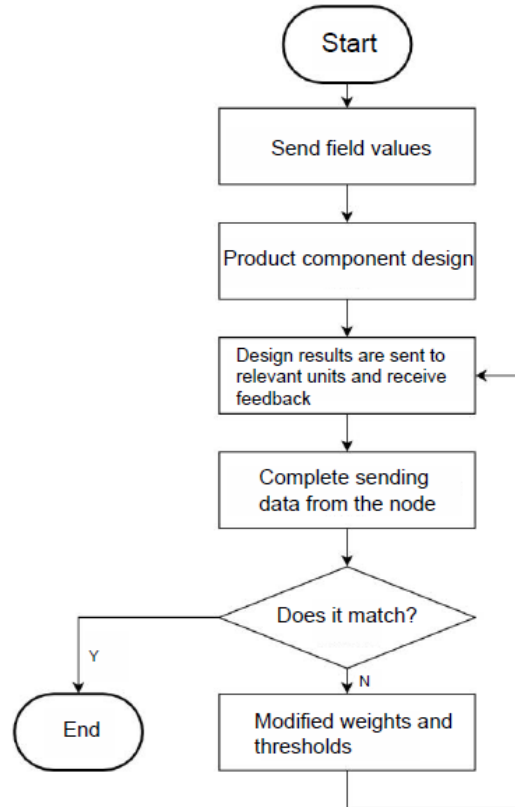 Start
Send field values
Product component design
Design results are sent to
relevant units and receive
feedback
Complete sending
data from the node
Does it match?
Y
N
End
Modified weights and
thresholds